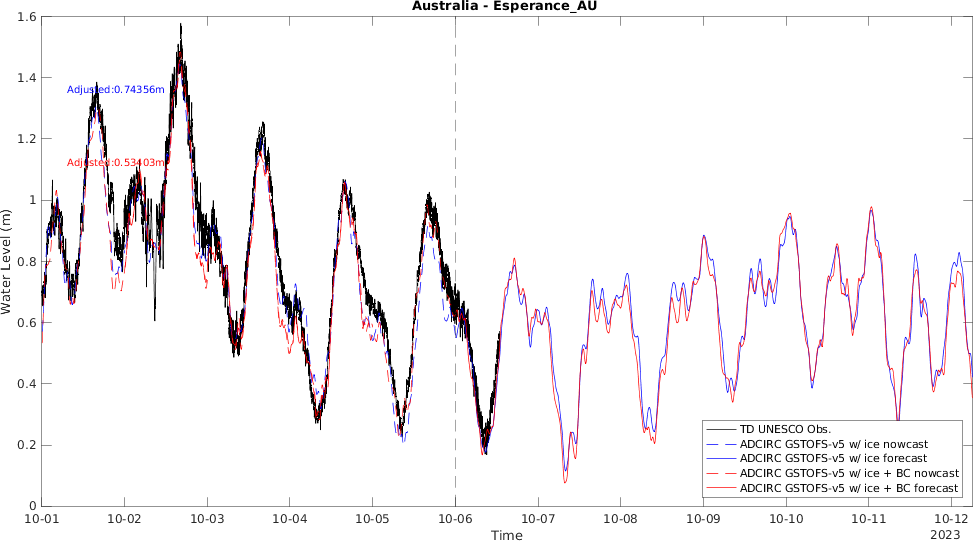 Australia - Esperance_AU
Water Level (m)
1.6
1.4
1.2
1
0.8
0.6
0.4
0.2
0
Adjusted:0.74356m
Adjusted:0.53403m
TD UNESCO Obs.
ADCIRC GSTOFS-v5 w/ ice nowcast
ADCIRC GSTOFS-v5 w/ ice forecast
ADCIRC GSTOFS-v5 w/ ice + BC nowcast
ADCIRC GSTOFS-v5 w/ ice + BC forecast
10-01 10-02 10-03 10-04 10-05 10-06 10-07 10-08 10-09 10-10 10-11 10-12
Time
2023